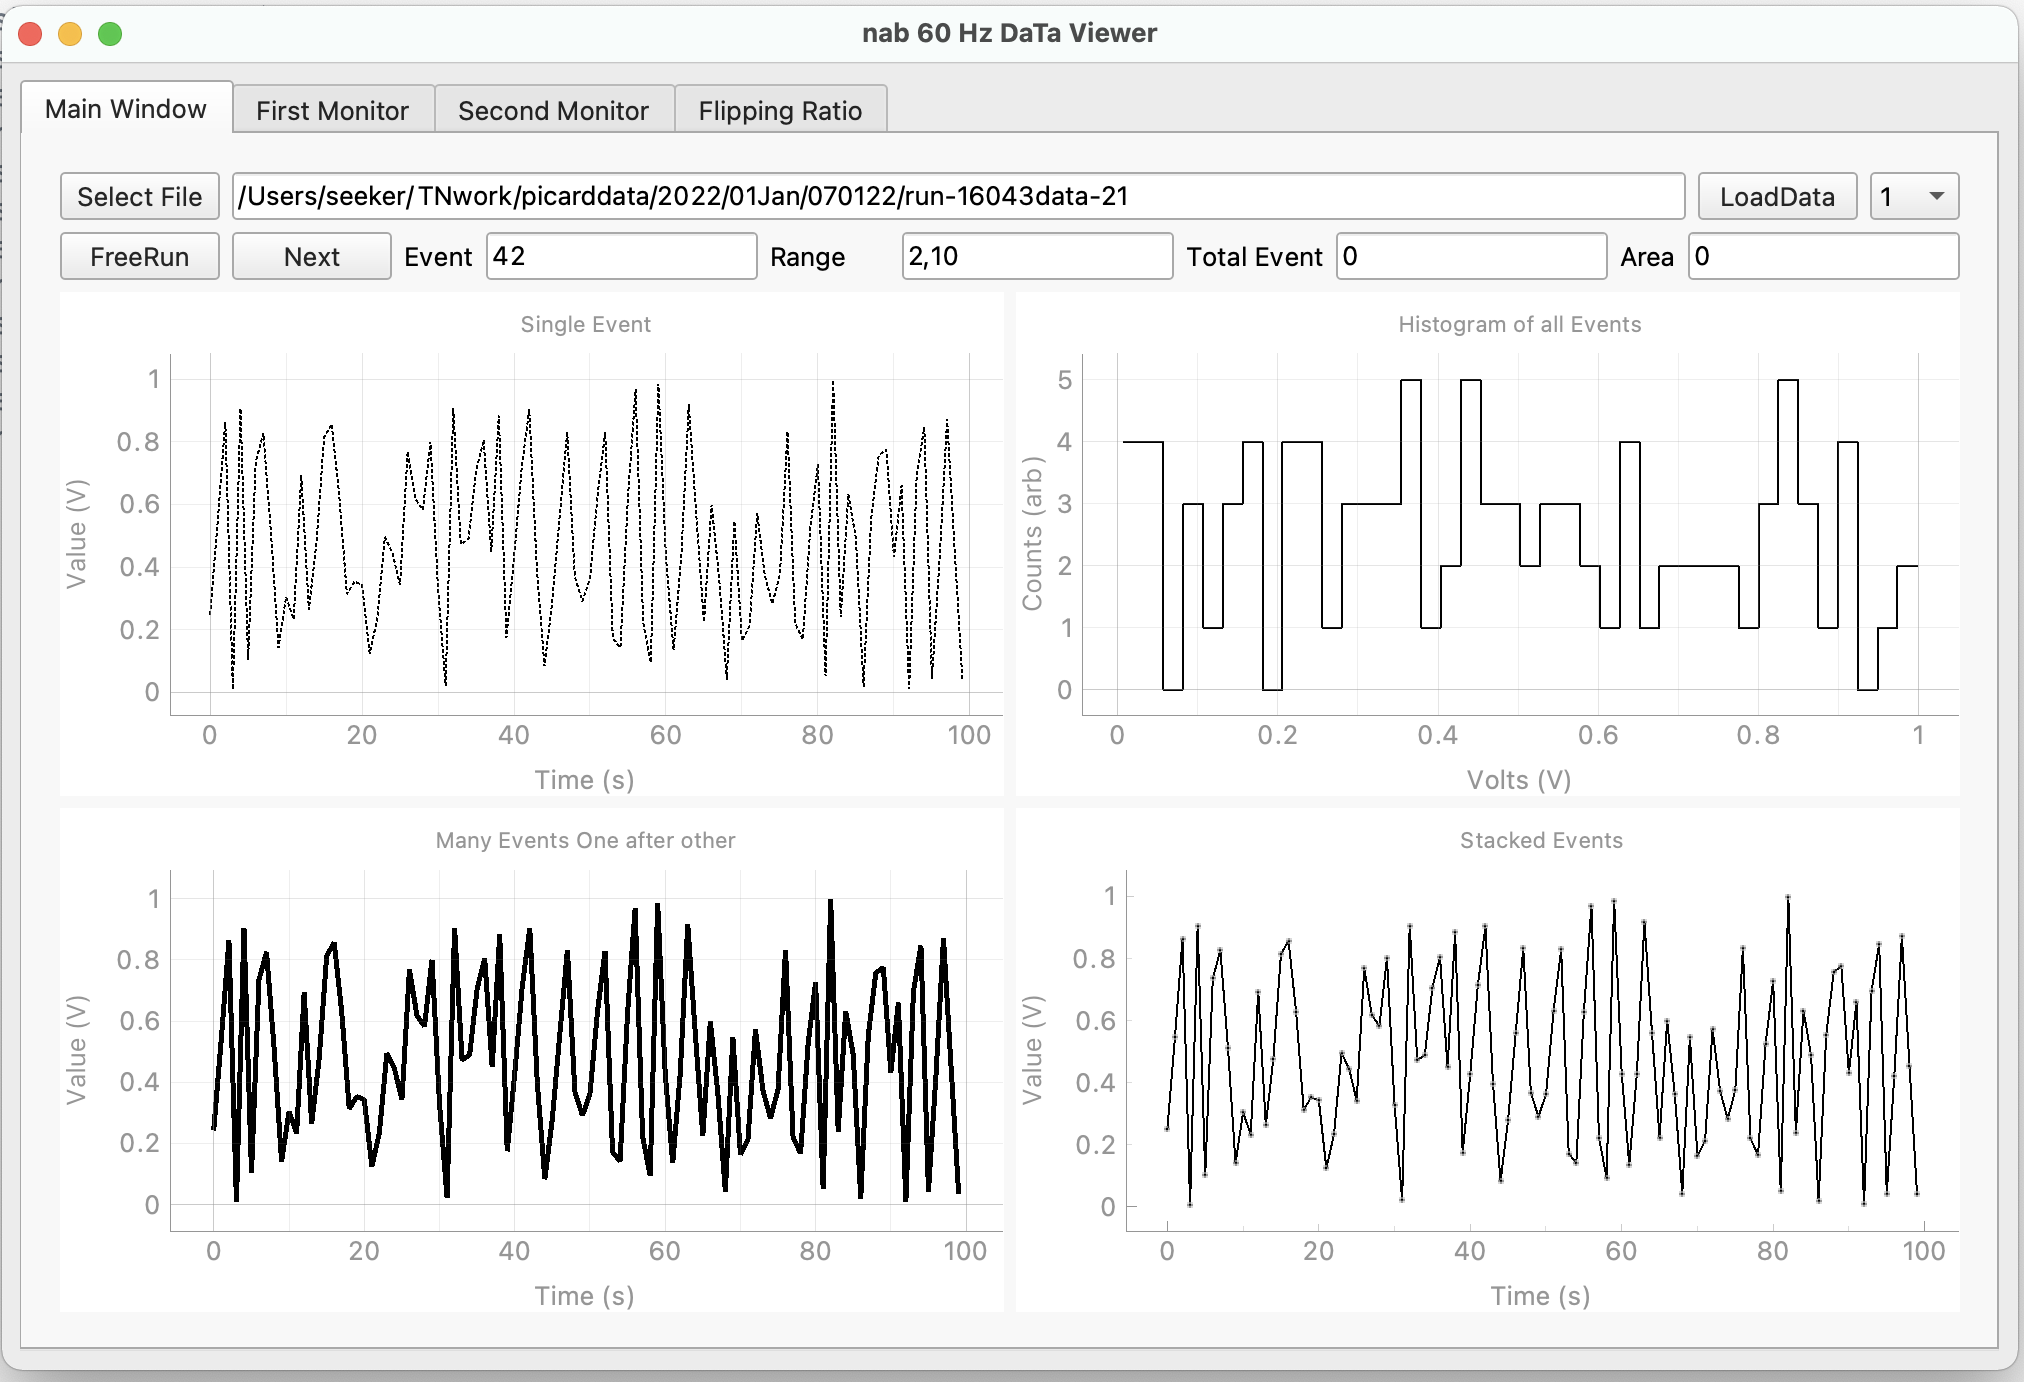 nab 60 Hz DaTa Viewer
Main Window First Monitor Second Monitor Flipping Ratio
Select File /Users/seeker/TNwork/picarddata/2022/01Jan/070122/run-16043data-21 LoadData 1
FreeRun Next Event 42 Range 2,10 Total Event 0 Area 0
Single Event
Value (V)
1
0.8
0.6
0.4
0.2
0
0 20 40 60 80 100
Time (s)
Histogram of all Events
Counts (arb)
5
4
3
2
1
0
0 0.2 0.4 0.6 0.8 1
Volts (V)
Many Events One after other
Value (V)
1
0.8
0.6
0.4
0.2
0
0 20 40 60 80 100
Time (s)
Stacked Events
Value (V)
1
0.8
0.6
0.4
0.2
0
0 20 40 60 80 100
Time (s)